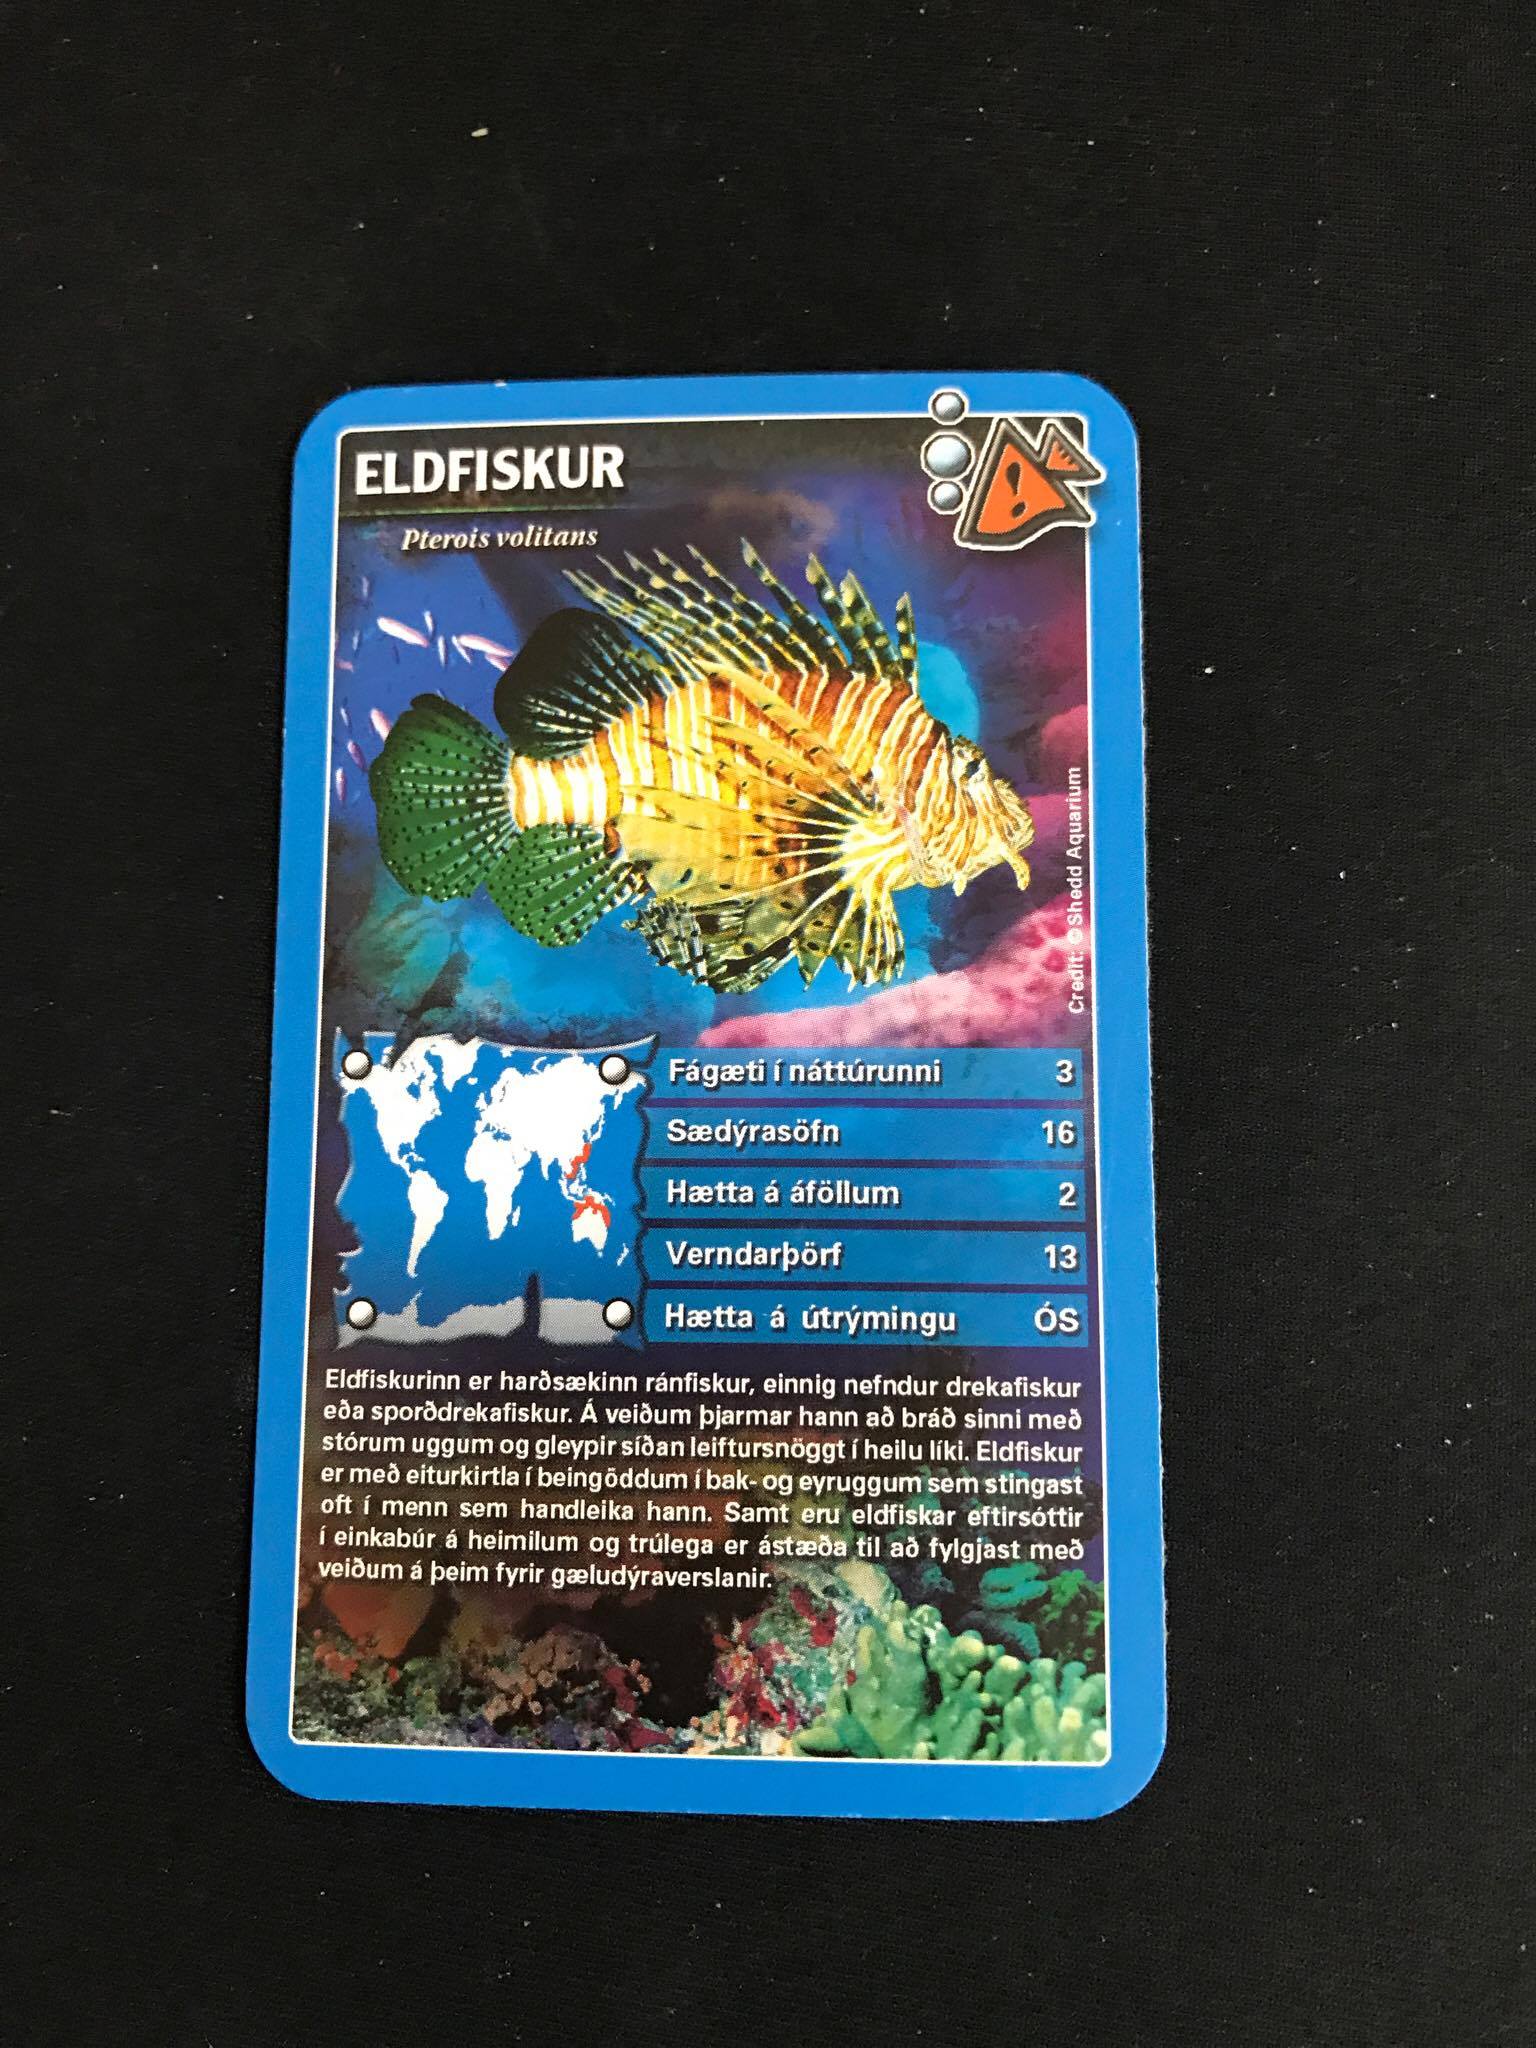 ELDFISKUR
Pterois volitans
Credit: © Shedd Aquarium
Fágæti í náttúrunni 3
Sædýrasöfn 16
Hætta á áföllum 2
Verndarþörf 13
Hætta á útrýmingu ÓS
Eldfiskurinn er harðsækinn ránfiskur, einnig nefndur drekafiskur
eða sporðdrekafiskur. Á veiðum þjarmar hann að bráð sinni með
stórum uggum og gleypir síðan leiftursnöggt í heilu líki. Eldfiskur
er með eiturkirtla í beingöddum í bak- og eyruggum sem stingast
oft í menn sem handleika hann. Samt eru eldfiskar eftirsóttir
í einkabúr á heimilum og trúlega er ástæða til að fylgjast með
veiðum á þeim fyrir gæludýraverslanir.